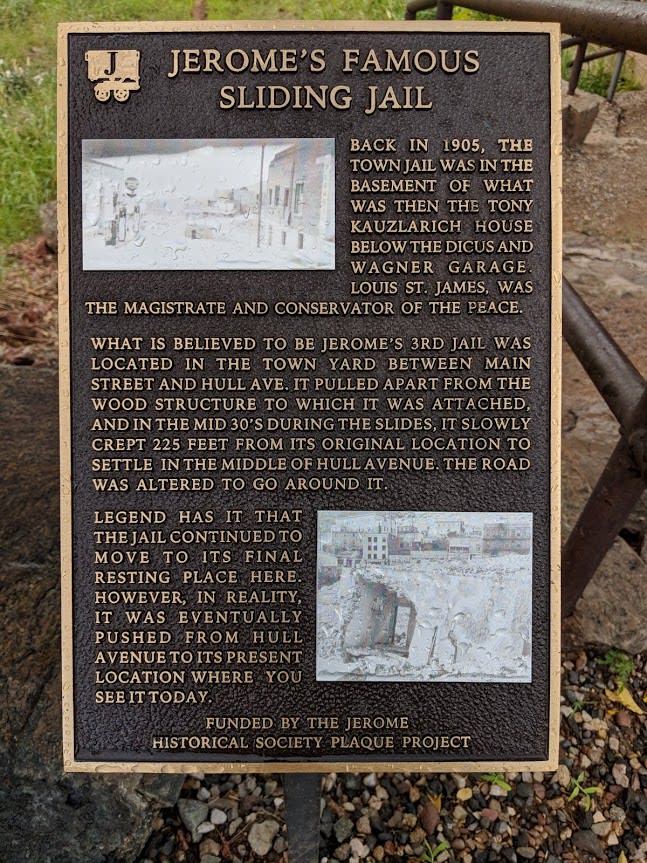 J
JEROME'S FAMOUS
SLIDING JAIL
BACK IN 1905, THE
TOWN JAIL WAS IN THE
BASEMENT OF WHAT
WAS THEN THE TONY
KAUZLARICH HOUSE
BELOW THE DICUS AND
WAGNER GARAGE.
LOUIS ST. JAMES, WAS
THE MAGISTRATE AND CONSERVATOR OF THE PEACE.
WHAT IS BELIEVED TO BE JEROME'S 3RD JAIL WAS
LOCATED IN THE TOWN YARD BETWEEN MAIN
STREET AND HULL AVE. IT PULLED APART FROM THE
WOOD STRUCTURE TO WHICH IT WAS ATTACHED,
AND IN THE MID 30'S DURING THE SLIDES, IT SLOWLY
CREPT 225 FEET FROM ITS ORIGINAL LOCATION TO
SETTLE IN THE MIDDLE OF HULL AVENUE. THE ROAD
WAS ALTERED TO GO AROUND IT.
LEGEND HAS IT THAT
THE JAIL CONTINUED TO
MOVE TO ITS FINAL
RESTING PLACE HERE.
HOWEVER, IN REALITY,
IT WAS EVENTUALLY
PUSHED FROM HULL
AVENUE TO ITS PRESENT
LOCATION WHERE YOU
SEE IT TODAY.
FUNDED BY THE JEROME
HISTORICAL SOCIETY PLAQUE PROJECT